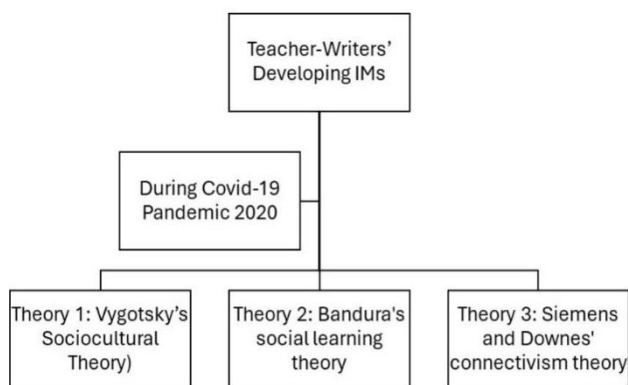 Teacher-Writers’
Developing IMs
During Covid-19
Pandemic 2020
Theory 1: Vygotsky’s
Sociocultural
Theory)
Theory 2: Bandura's
social learning
theory
Theory 3: Siemens
and Downes'
connectivism theory